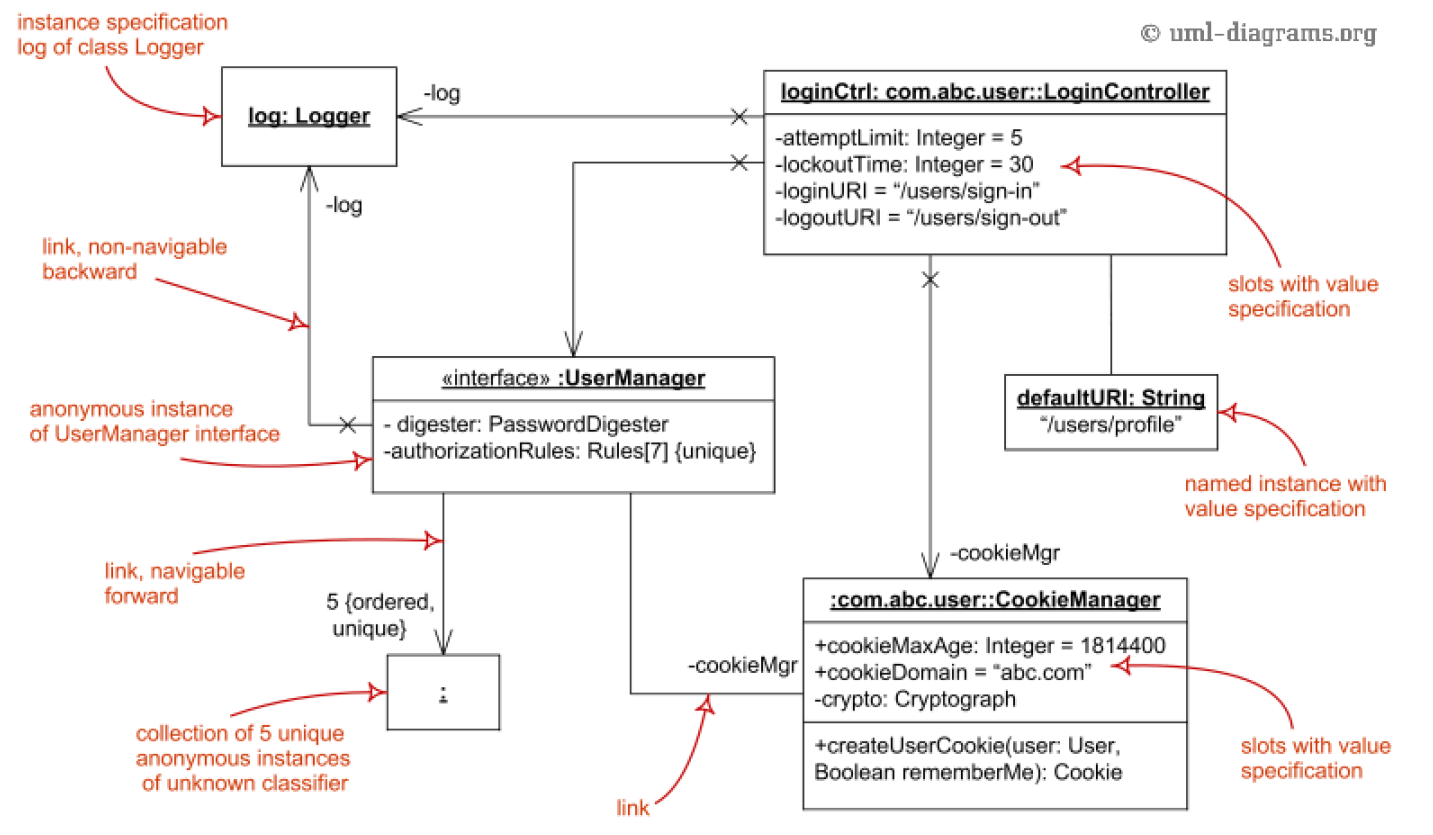 instance specification
log of class Logger
© uml-diagrams.org
log: Logger
-log
loginCtrl: com.abc.user::LoginController
-attemptLimit: Integer = 5
-lockoutTime: Integer = 30
-loginURI = “/users/sign-in”
-logoutURI = “/users/sign-out”
-log
link, non-navigable
backward
slots with value
specification
«interface» :UserManager
- digester: PasswordDigester
-authorizationRules: Rules[7] {unique}
anonymous instance
of UserManager interface
defaultURI: String
“/users/profile”
named instance with
value specification
link, navigable
forward
5 {ordered,
unique}
-cookieMgr
:com.abc.user::CookieManager
+cookieMaxAge: Integer = 1814400
+cookieDomain = “abc.com”
-crypto: Cryptograph
+createUserCookie(user: User,
Boolean rememberMe): Cookie
-cookieMgr
:
collection of 5 unique
anonymous instances
of unknown classifier
slots with value
specification
link